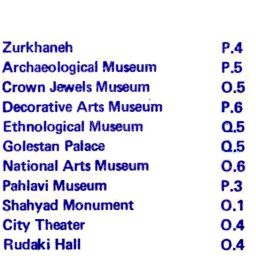 Zurkhaneh P.4
Archaeological Museum P.5
Crown Jewels Museum O.5
Decorative Arts Museum P.6
Ethnological Museum Q.5
Golestan Palace Q.5
National Arts Museum O.6
Pahlavi Museum P.3
Shahyad Monument O.1
City Theater O.4
Rudaki Hall O.4